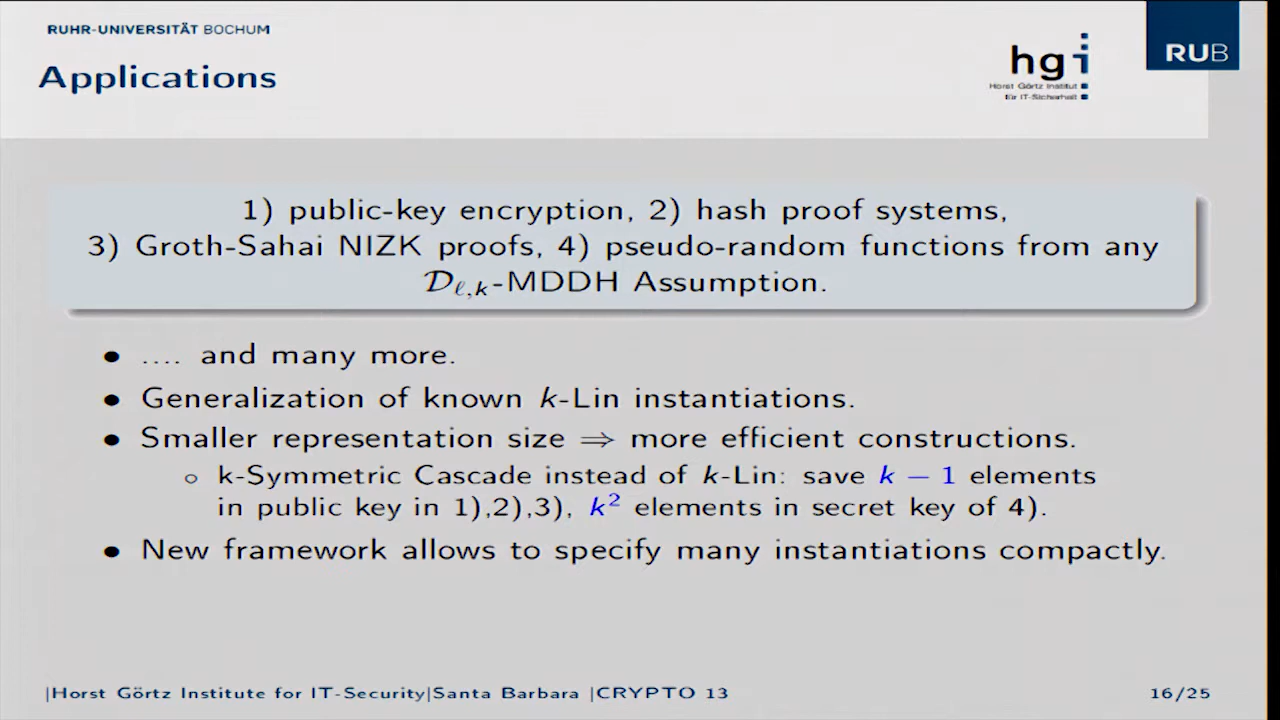 RUHR-UNIVERSITÄT BOCHUM
Applications
hgi
Horst Görtz Institut
für IT-Sicherheit
RUB
1) public-key encryption, 2) hash proof systems,
3) Groth-Sahai NIZK proofs, 4) pseudo-random functions from any
𝒟ℓ,k-MDDH Assumption.
• .... and many more.
• Generalization of known k-Lin instantiations.
• Smaller representation size ⇒ more efficient constructions.
○ k-Symmetric Cascade instead of k-Lin: save k − 1 elements
in public key in 1),2),3), k² elements in secret key of 4).
• New framework allows to specify many instantiations compactly.
|Horst Görtz Institute for IT-Security|Santa Barbara |CRYPTO 13
16/25